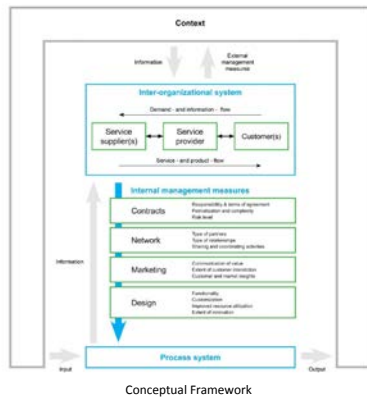 Context
Information
External
management
measures
Inter-organizational system
Demand - and information - flow
Service
supplier(s)
Service
provider
Customer(s)
Service - and product - flow
Internal management measures
Contracts
Responsibility & terms of agreement
Formalization and complexity
Risk level
Network
Type of partners
Type of relationships
Sharing and coordinating activities
Marketing
Communication of value
Extent of customer interaction
Customer and market insights
Design
Functionality
Customization
Improved resource utilization
Extent of innovation
Information
Process system
Input
Output
Conceptual Framework